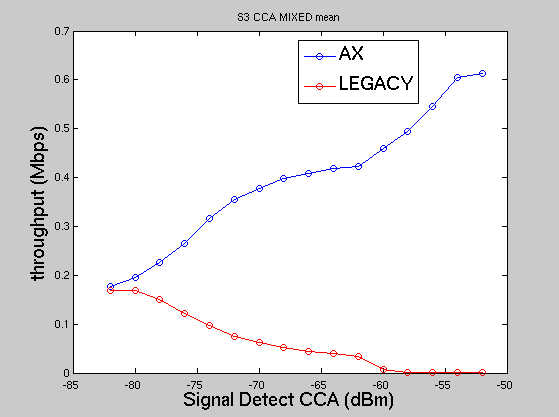 S3 CCA MIXED mean
AX
LEGACY
throughput (Mbps)
0.7
0.6
0.5
0.4
0.3
0.2
0.1
0
-85 -80 -75 -70 -65 -60 -55 -50
Signal Detect CCA (dBm)